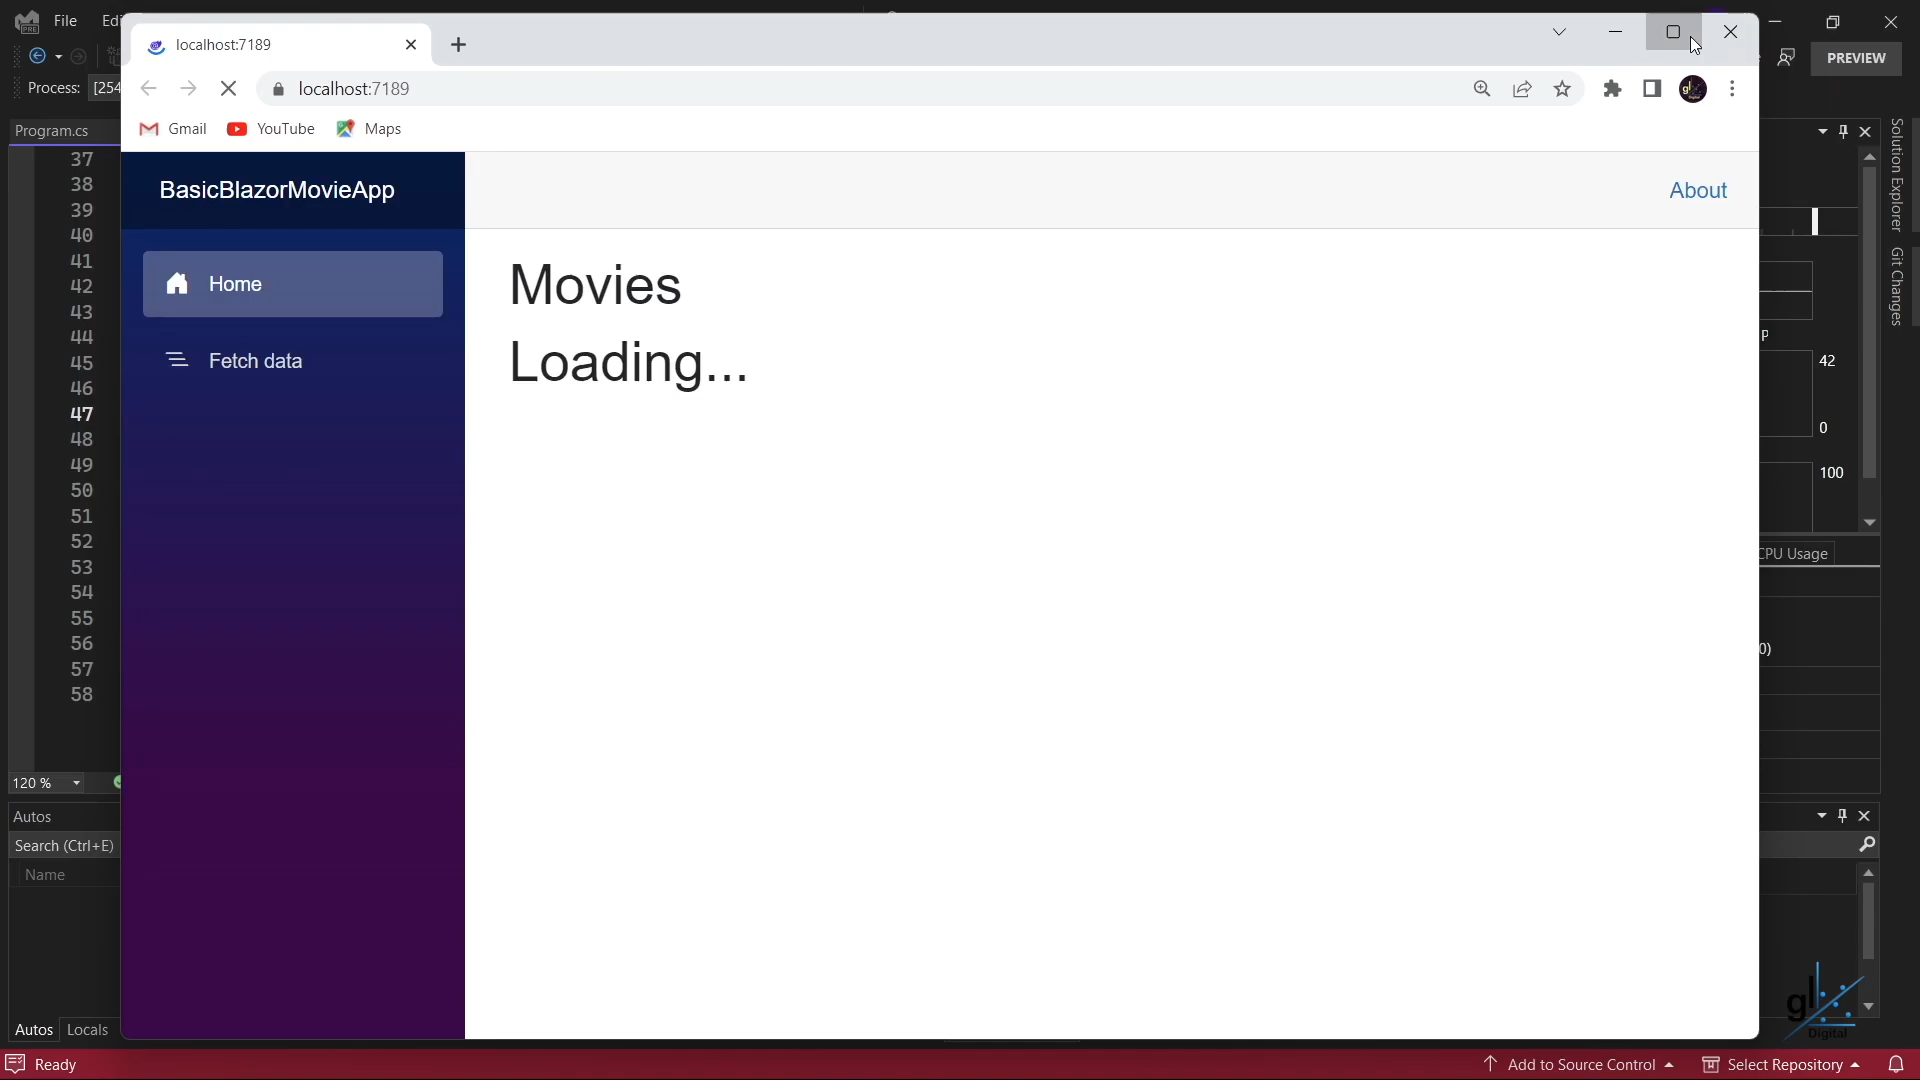 File
localhost:7189
PREVIEW
Process:
localhost:7189
Gmail
YouTube
Maps
Program.cs
BasicBlazorMovieApp
About
Home
Fetch data
Movies
Loading...
37
38
39
40
41
42
43
44
45
46
47
48
49
50
51
52
53
54
55
56
57
58
Solution Explorer
Git Changes
42
0
100
CPU Usage
120 %
Autos
Search (Ctrl+E)
Name
Autos
Locals
gl
Digital
Ready
Add to Source Control
Select Repository